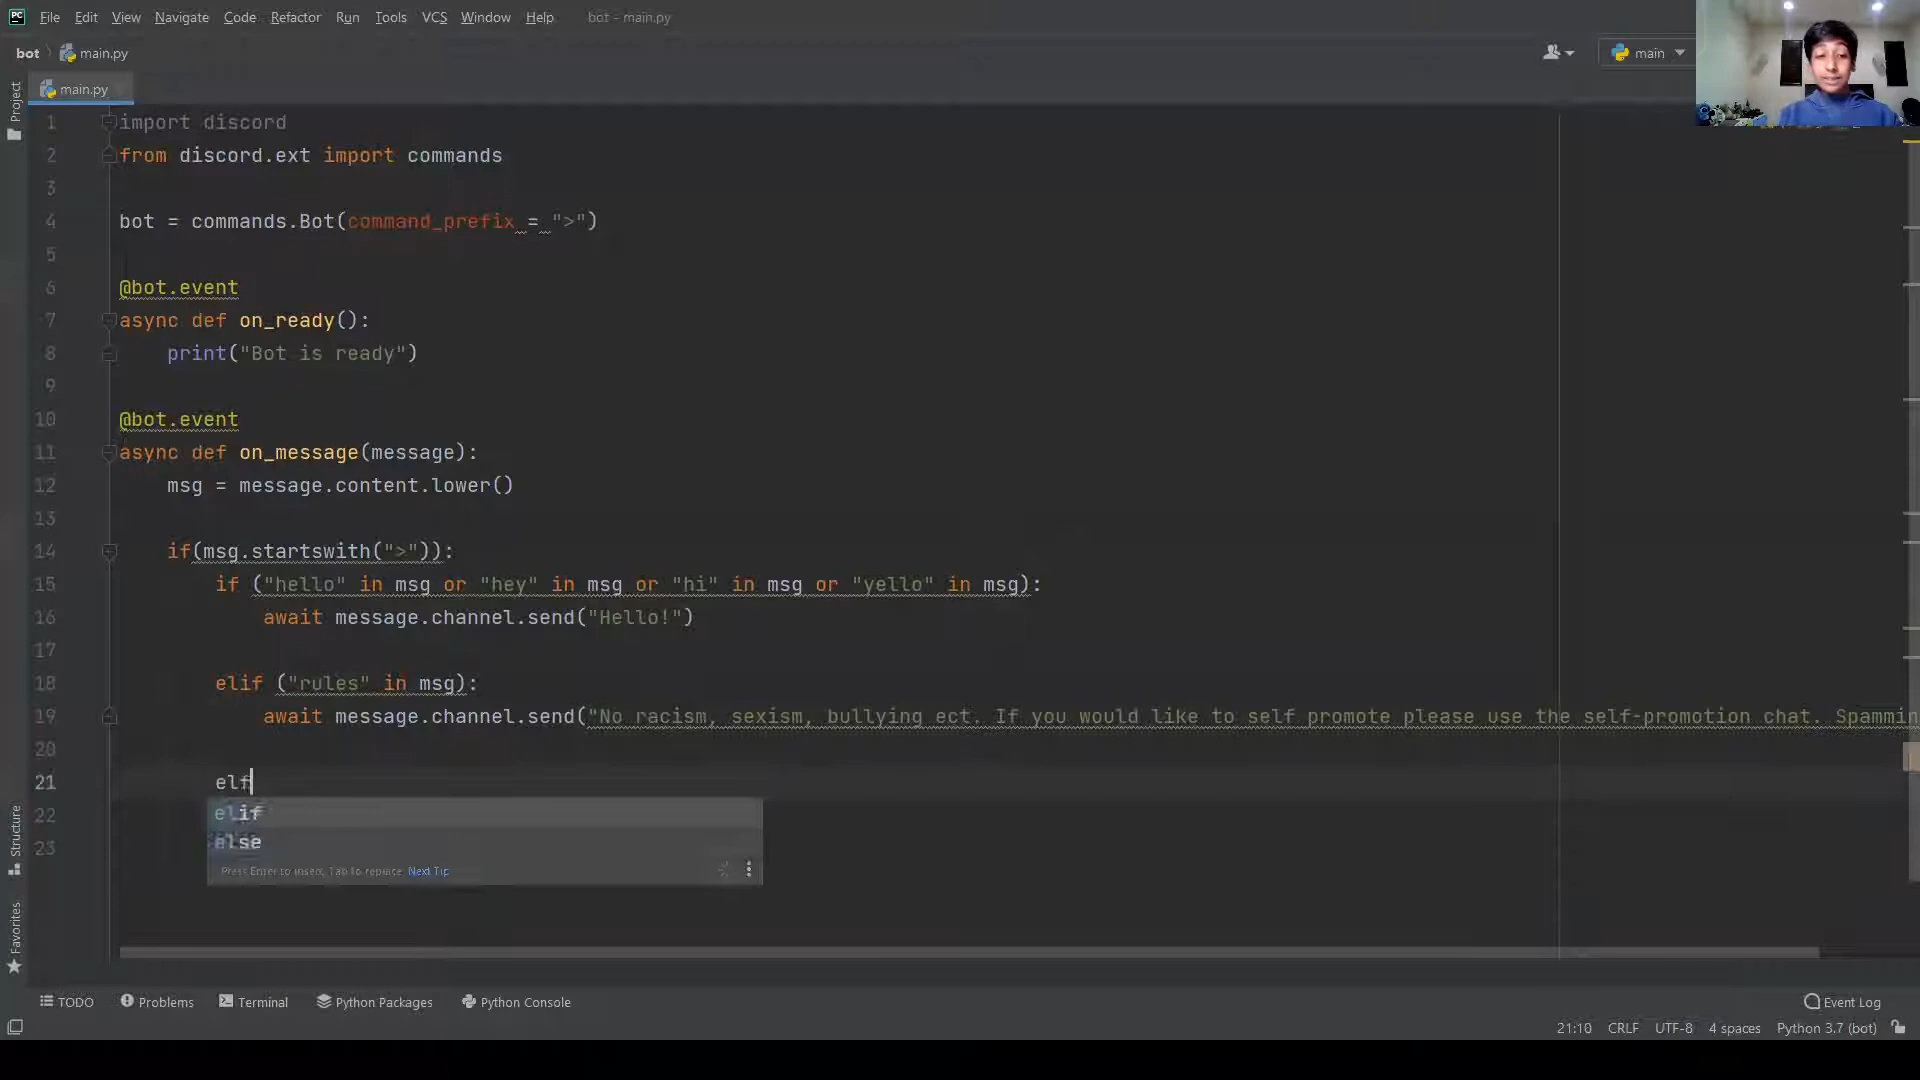 File Edit View Navigate Code Refactor Run Tools VCS Window Help bot - main.py
bot main.py
main
main.py
Project
1 import discord
2 from discord.ext import commands
3
4 bot = commands.Bot(command_prefix = ">")
5
6 @bot.event
7 async def on_ready():
8 print("Bot is ready")
9
10 @bot.event
11 async def on_message(message):
12 msg = message.content.lower()
13
14 if(msg.startswith(">")):
15 if ("hello" in msg or "hey" in msg or "hi" in msg or "yello" in msg):
16 await message.channel.send("Hello!")
17
18 elif ("rules" in msg):
19 await message.channel.send("No racism, sexism, bullying ect. If you would like to self promote please use the self-promotion chat. Spammin
20
21 elf
22 elif
23 else
Press Enter to insert, Tab to replace Next Tip
Structure
Favorites
TODO Problems Terminal Python Packages Python Console Event Log
21:10 CRLF UTF-8 4 spaces Python 3.7 (bot)